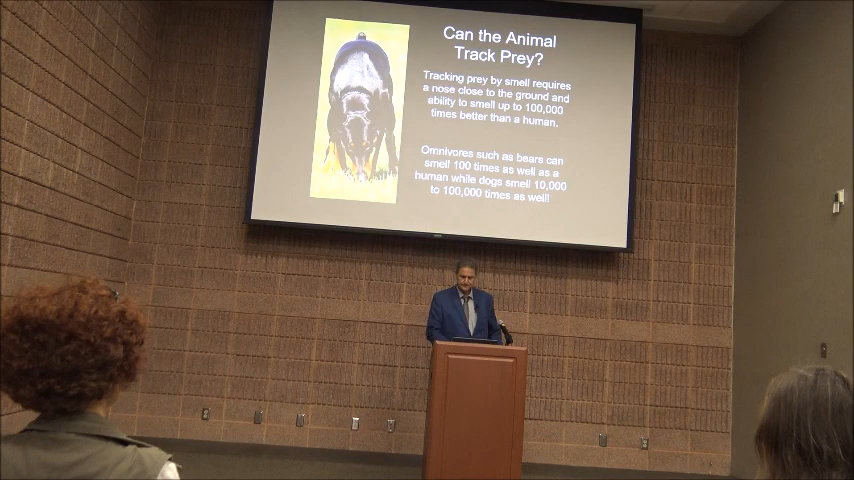 Can the Animal
Track Prey?
Tracking prey by smell requires
a nose close to the ground and
ability to smell up to 100,000
times better than a human.
Omnivores such as bears can
smell 100 times as well as a
human while dogs smell 10,000
to 100,000 times as well!